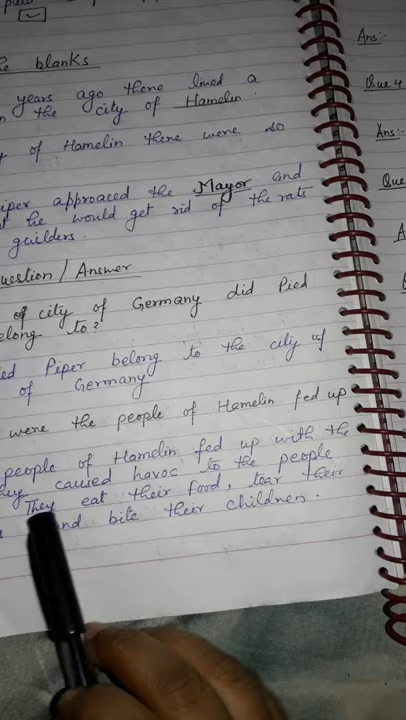 he blanks
years ago there lived a
n the city of Hamelin.
y of Hamelin there were so
iper approaced the Mayor and
t he would get rid of the rats
guilders.
uestion/Answer
of city of Germany did Pied
elong to?
ed Piper belong to the city of
of Germany
were the people of Hamelin fed up
people of Hamelin fed up with the
hey caused havoc to the people
They eat their food, tear their
and bite their children.
Ans:-
Que 4
Ans:-
Que